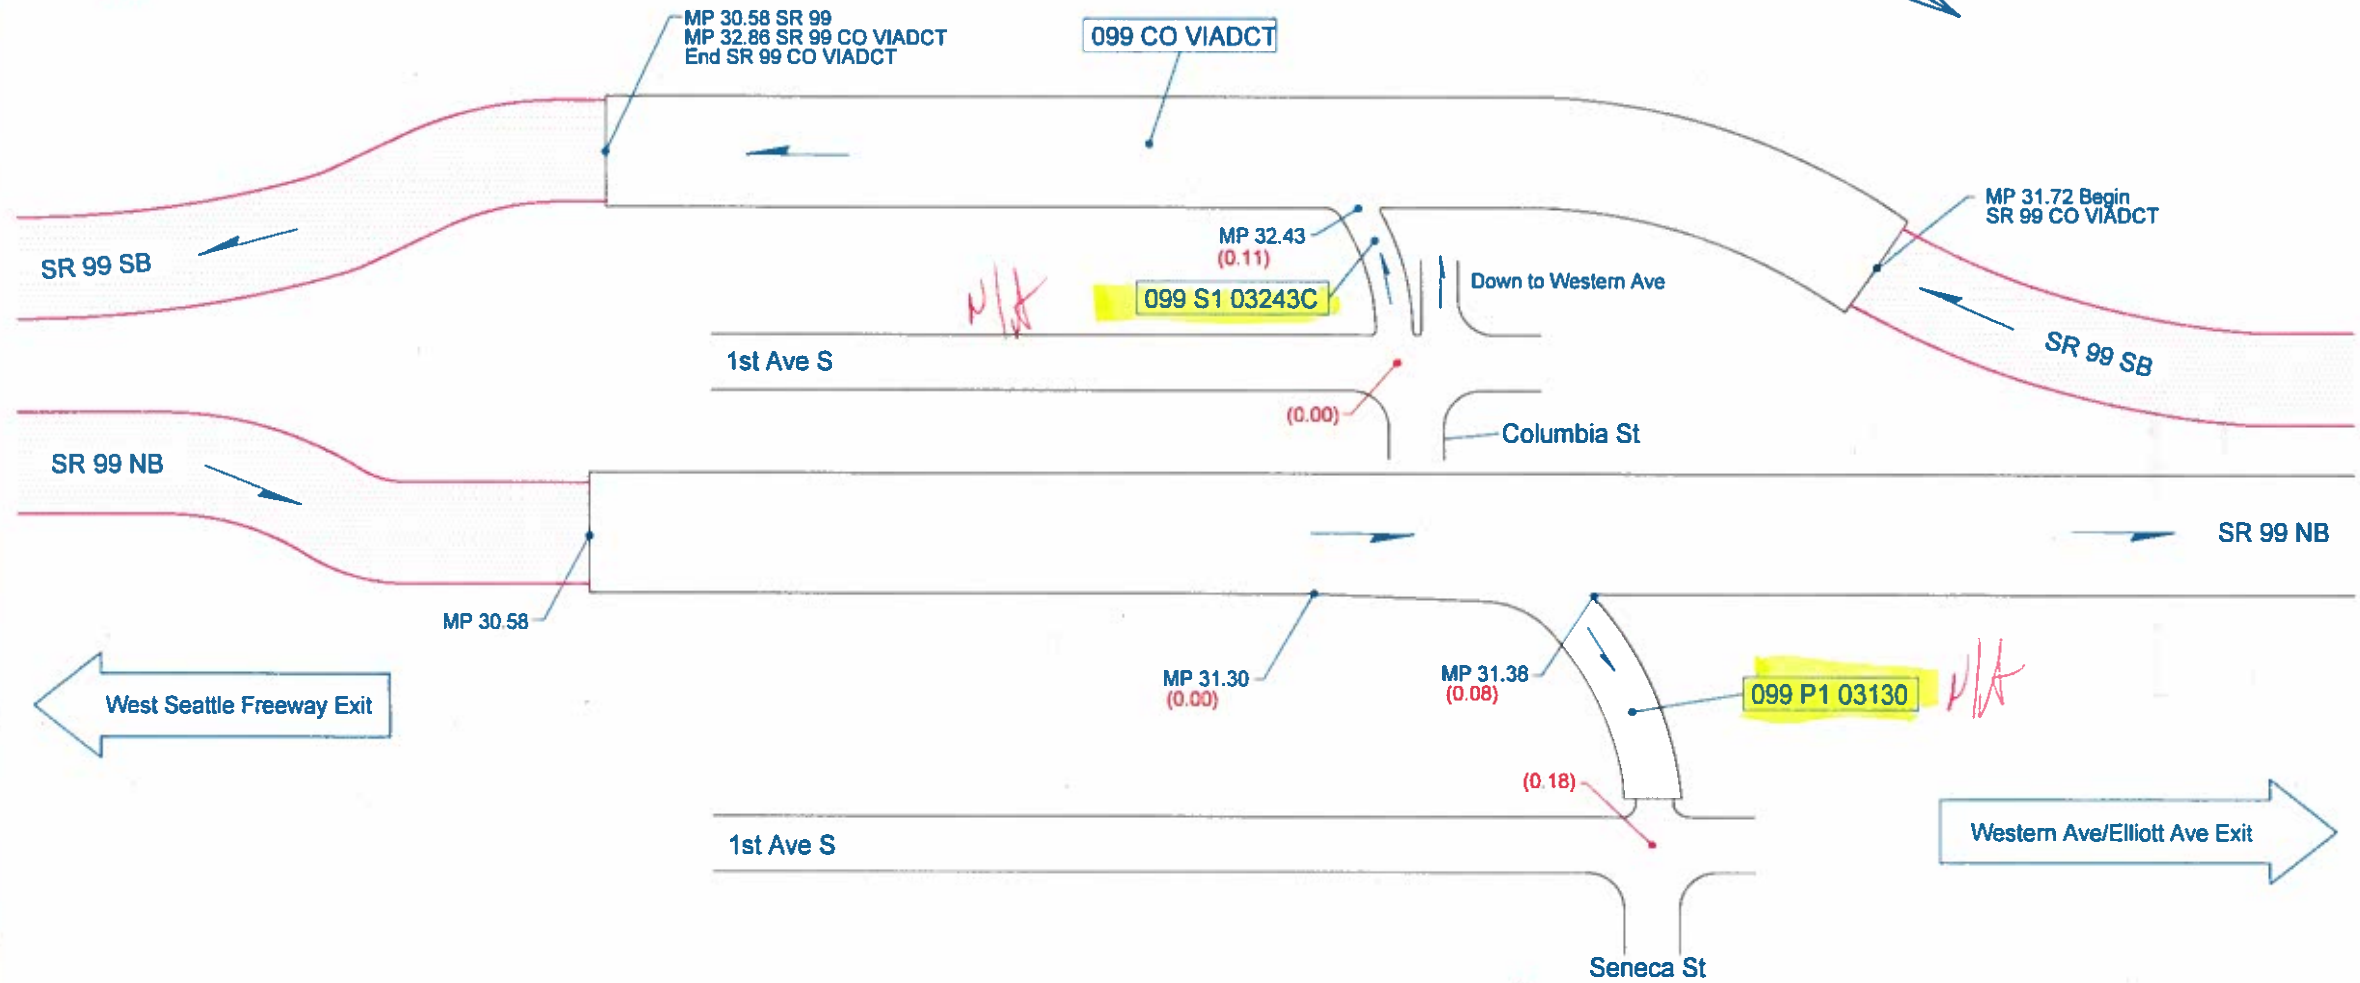 MP 30.58 SR 99
MP 32.86 SR 99 CO VIADCT
End SR 99 CO VIADCT
099 CO VIADCT
MP 31.72 Begin
SR 99 CO VIADCT
SR 99 SB
MP 32.43
(0.11)
099 S1 03243C
N/A
Down to Western Ave
SR 99 SB
1st Ave S
(0.00)
Columbia St
SR 99 NB
SR 99 NB
MP 30.58
MP 31.30
(0.00)
MP 31.38
(0.08)
099 P1 03130
N/A
West Seattle Freeway Exit
(0.18)
1st Ave S
Western Ave/Elliott Ave Exit
Seneca St